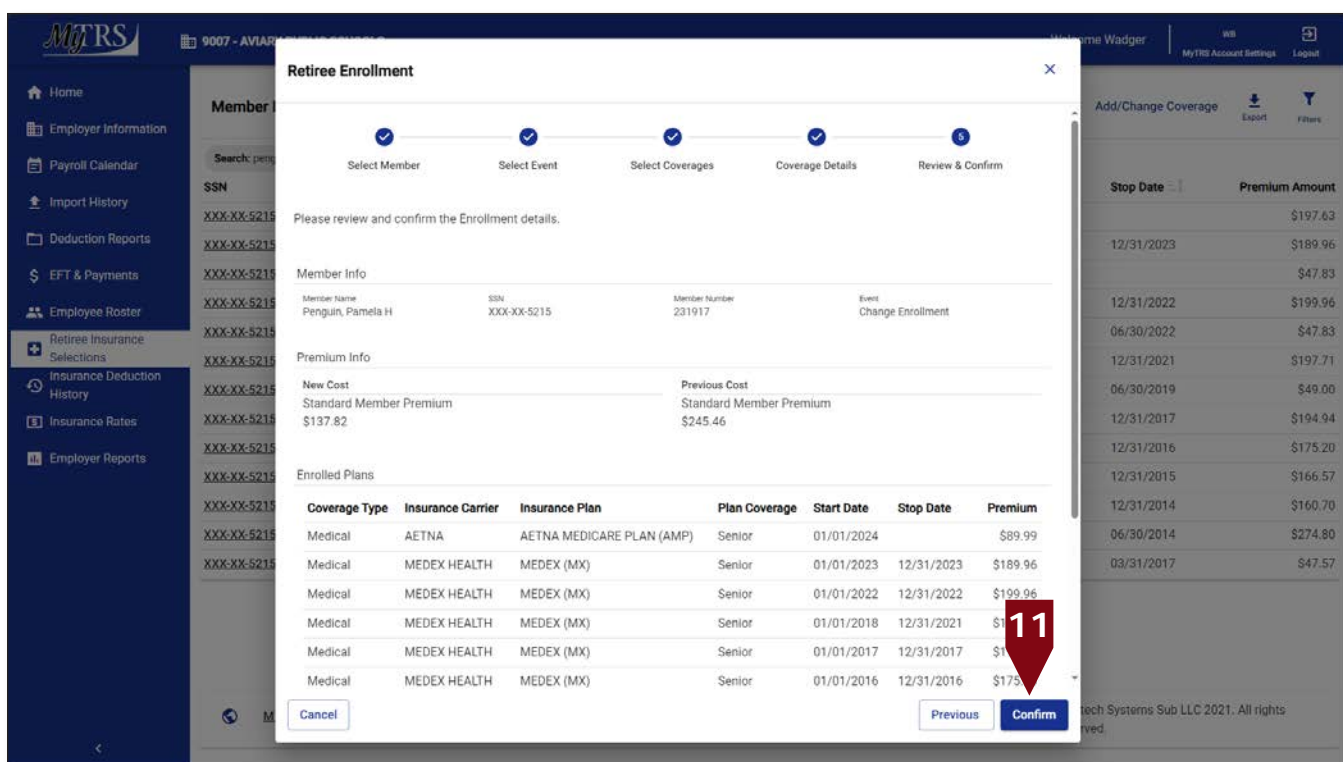 MyTRS
9007 - AVIAR
me Wadger
WB
MyTRS Account Settings
Logout
Home
Employer Information
Payroll Calendar
Import History
Deduction Reports
EFT & Payments
Employee Roster
Retiree Insurance
Selections
Insurance Deduction
History
Insurance Rates
Employer Reports
Member
Add/Change Coverage
Export
Filters
Search: peng
SSN Stop Date Premium Amount
XXX-XX-5215 $197.63
XXX-XX-5215 12/31/2023 $189.96
XXX-XX-5215 $47.83
XXX-XX-5215 12/31/2022 $199.96
XXX-XX-5215 06/30/2022 $47.83
XXX-XX-5215 12/31/2021 $197.71
XXX-XX-5215 06/30/2019 $49.00
XXX-XX-5215 12/31/2017 $194.94
XXX-XX-5215 12/31/2016 $175.20
XXX-XX-5215 12/31/2015 $166.57
XXX-XX-5215 12/31/2014 $160.70
XXX-XX-5215 06/30/2014 $274.80
XXX-XX-5215 03/31/2017 $47.57
Retiree Enrollment
5
Select Member Select Event Select Coverages Coverage Details Review & Confirm
Please review and confirm the Enrollment details.
Member Info
Member Name SSN Member Number Event
Penguin, Pamela H XXX-XX-5215 231917 Change Enrollment
Premium Info
New Cost Previous Cost
Standard Member Premium Standard Member Premium
$137.82 $245.46
Enrolled Plans
Coverage Type Insurance Carrier Insurance Plan Plan Coverage Start Date Stop Date Premium
Medical AETNA AETNA MEDICARE PLAN (AMP) Senior 01/01/2024 $89.99
Medical MEDEX HEALTH MEDEX (MX) Senior 01/01/2023 12/31/2023 $189.96
Medical MEDEX HEALTH MEDEX (MX) Senior 01/01/2022 12/31/2022 $199.96
Medical MEDEX HEALTH MEDEX (MX) Senior 01/01/2018 12/31/2021 $1
Medical MEDEX HEALTH MEDEX (MX) Senior 01/01/2017 12/31/2017 $1
Medical MEDEX HEALTH MEDEX (MX) Senior 01/01/2016 12/31/2016 $175.
11
Cancel Previous Confirm
M
tech Systems Sub LLC 2021. All rights
rved.